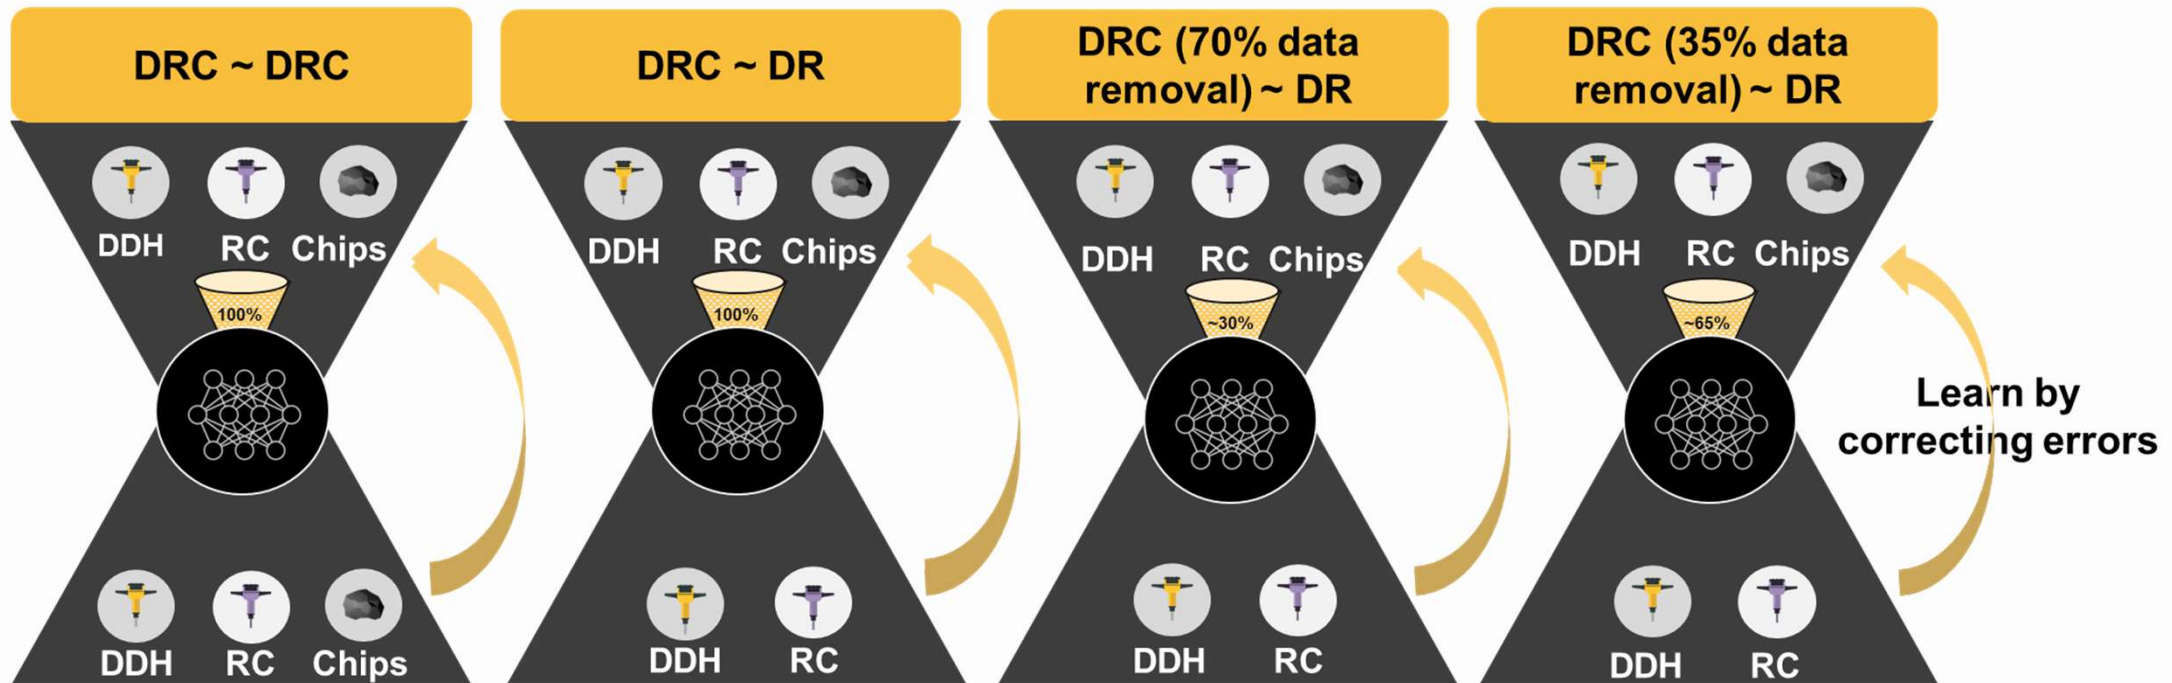 DRC ~ DRC
DRC ~ DR
DRC (70% data
removal) ~ DR
DRC (35% data
removal) ~ DR
DDH RC Chips
DDH RC Chips
DDH RC Chips
DDH RC Chips
100%
100%
~30%
~65%
Learn by
correcting errors
DDH RC Chips
DDH RC
DDH RC
DDH RC